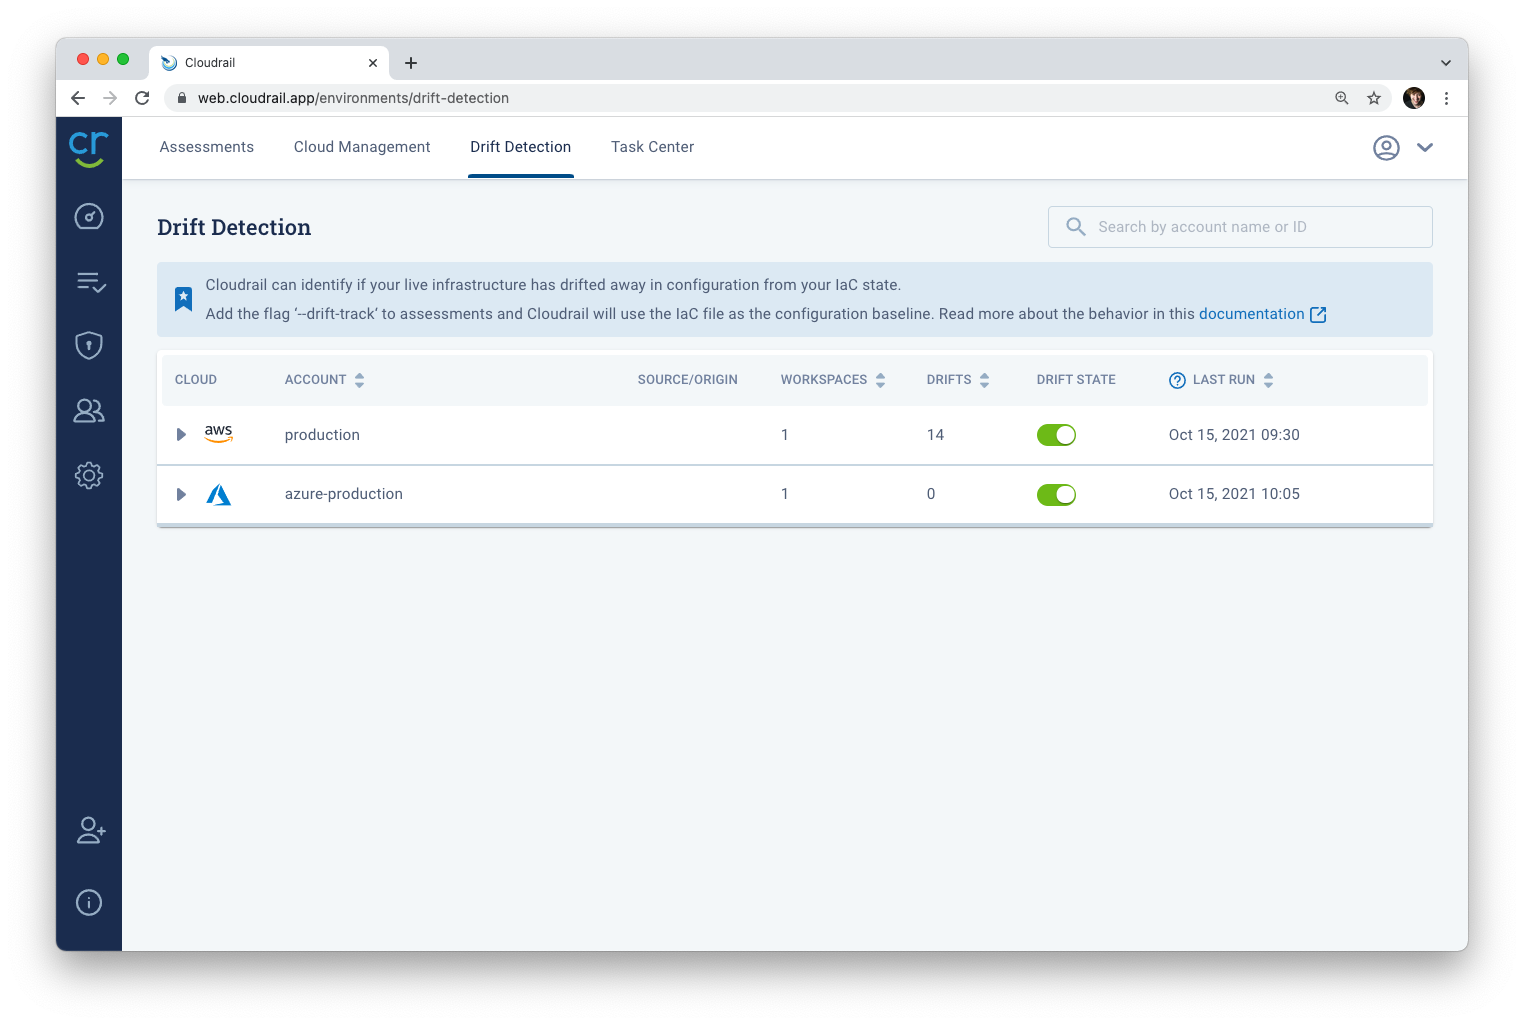 Cloudrail
web.cloudrail.app/environments/drift-detection
cr
Assessments Cloud Management Drift Detection Task Center
Drift Detection
Search by account name or ID
Cloudrail can identify if your live infrastructure has drifted away in configuration from your IaC state.
Add the flag ‘--drift-track‘ to assessments and Cloudrail will use the IaC file as the configuration baseline. Read more about the behavior in this documentation
CLOUD ACCOUNT SOURCE/ORIGIN WORKSPACES DRIFTS DRIFT STATE ? LAST RUN
aws production 1 14 Oct 15, 2021 09:30
azure-production 1 0 Oct 15, 2021 10:05